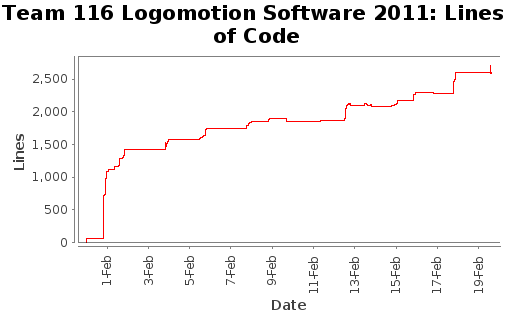 Team 116 Logomotion Software 2011: Lines
of Code
Lines
2,500
2,000
1,500
1,000
500
0
1-Feb
3-Feb
5-Feb
7-Feb
9-Feb
11-Feb
13-Feb
15-Feb
17-Feb
19-Feb
Date